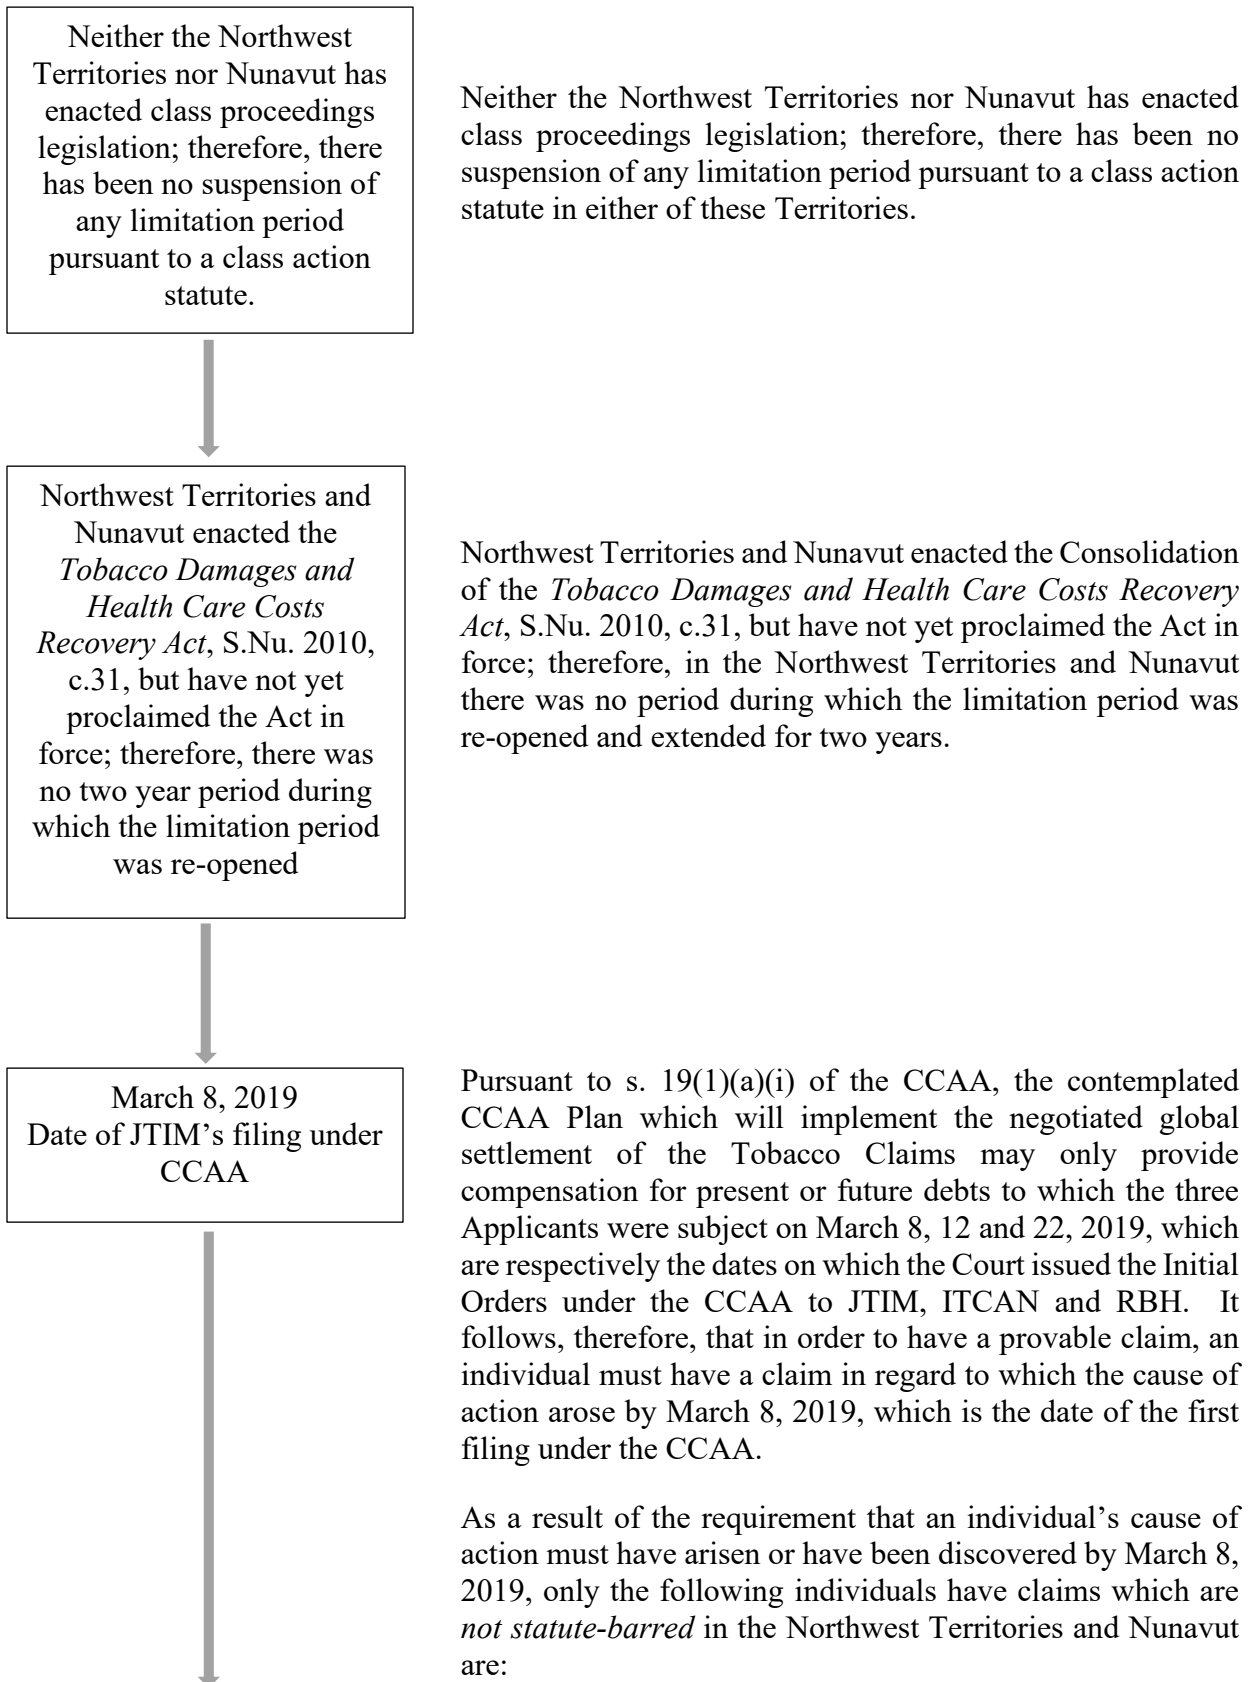 Neither the Northwest
Territories nor Nunavut has
enacted class proceedings
legislation; therefore, there
has been no suspension of
any limitation period
pursuant to a class action
statute.
Neither the Northwest Territories nor Nunavut has enacted
class proceedings legislation; therefore, there has been no
suspension of any limitation period pursuant to a class action
statute in either of these Territories.
Northwest Territories and
Nunavut enacted the
Tobacco Damages and
Health Care Costs
Recovery Act, S.Nu. 2010,
c.31, but have not yet
proclaimed the Act in
force; therefore, there was
no two year period during
which the limitation period
was re-opened
Northwest Territories and Nunavut enacted the Consolidation
of the Tobacco Damages and Health Care Costs Recovery
Act, S.Nu. 2010, c.31, but have not yet proclaimed the Act in
force; therefore, in the Northwest Territories and Nunavut
there was no period during which the limitation period was
re-opened and extended for two years.
March 8, 2019
Date of JTIM's filing under
CCAA
Pursuant to s. 19(1)(a)(i) of the CCAA, the contemplated
CCAA Plan which will implement the negotiated global
settlement of the Tobacco Claims may only provide
compensation for present or future debts to which the three
Applicants were subject on March 8, 12 and 22, 2019, which
are respectively the dates on which the Court issued the Initial
Orders under the CCAA to JTIM, ITCAN and RBH. It
follows, therefore, that in order to have a provable claim, an
individual must have a claim in regard to which the cause of
action arose by March 8, 2019, which is the date of the first
filing under the CCAA.
As a result of the requirement that an individual's cause of
action must have arisen or have been discovered by March 8,
2019, only the following individuals have claims which are
not statute-barred in the Northwest Territories and Nunavut
are: